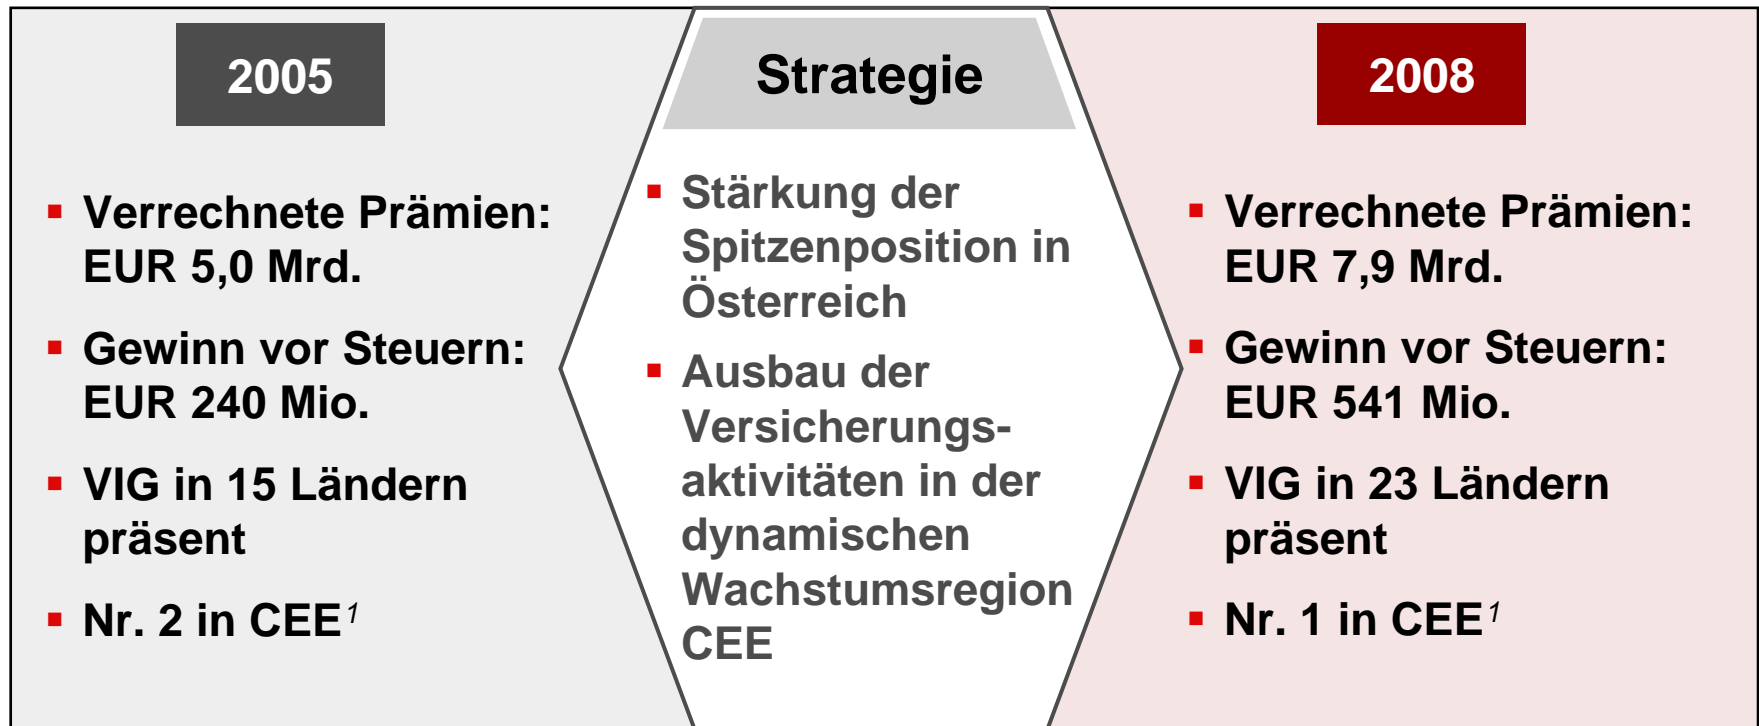 2005
▪ Verrechnete Prämien:
EUR 5,0 Mrd.
▪ Gewinn vor Steuern:
EUR 240 Mio.
▪ VIG in 15 Ländern
präsent
▪ Nr. 2 in CEE¹
Strategie
▪ Stärkung der
Spitzenposition in
Österreich
▪ Ausbau der
Versicherungs-
aktivitäten in der
dynamischen
Wachstumsregion
CEE
2008
▪ Verrechnete Prämien:
EUR 7,9 Mrd.
▪ Gewinn vor Steuern:
EUR 541 Mio.
▪ VIG in 23 Ländern
präsent
▪ Nr. 1 in CEE¹